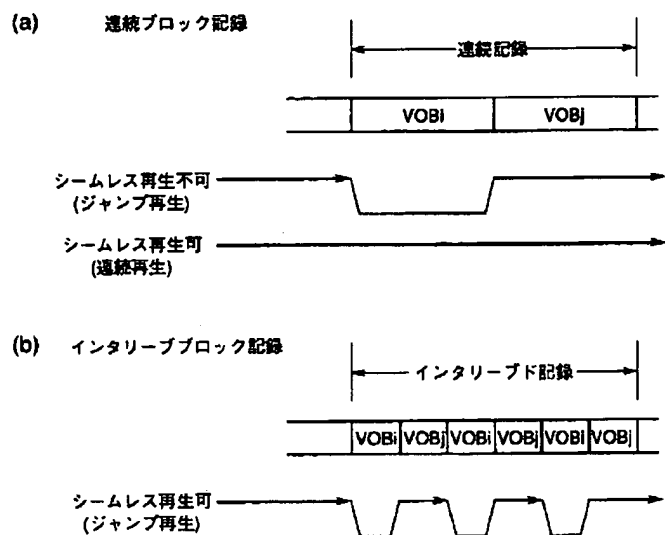 (a) 連続ブロック記録
連続記録
VOBi VOBj
シームレス再生不可
(ジャンプ再生)
シームレス再生可
(連続再生)
(b) インタリーブブロック記録
インタリーブド記録
VOBi VOBj VOBi VOBj VOBi VOBj
シームレス再生可
(ジャンプ再生)